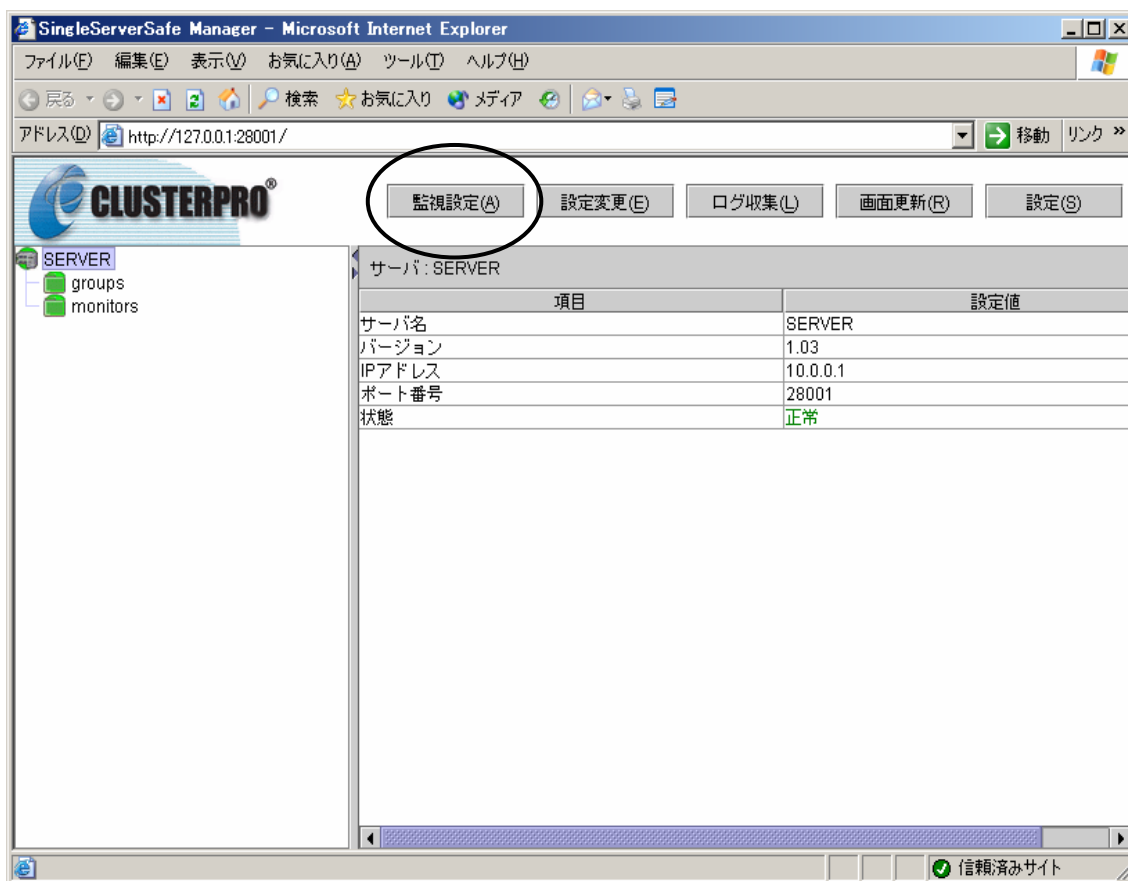 SingleServerSafe Manager - Microsoft Internet Explorer
ファイル(F) 編集(E) 表示(V) お気に入り(A) ツール(T) ヘルプ(H)
戻る 検索 お気に入り メディア
アドレス(D) http://127.0.0.1:28001/ 移動 リンク »
CLUSTERPRO® 監視設定(A) 設定変更(E) ログ収集(L) 画面更新(R) 設定(S)
SERVER
groups
monitors
サーバ : SERVER
項目 設定値
サーバ名 SERVER
バージョン 1.03
IPアドレス 10.0.0.1
ポート番号 28001
状態 正常
信頼済みサイト